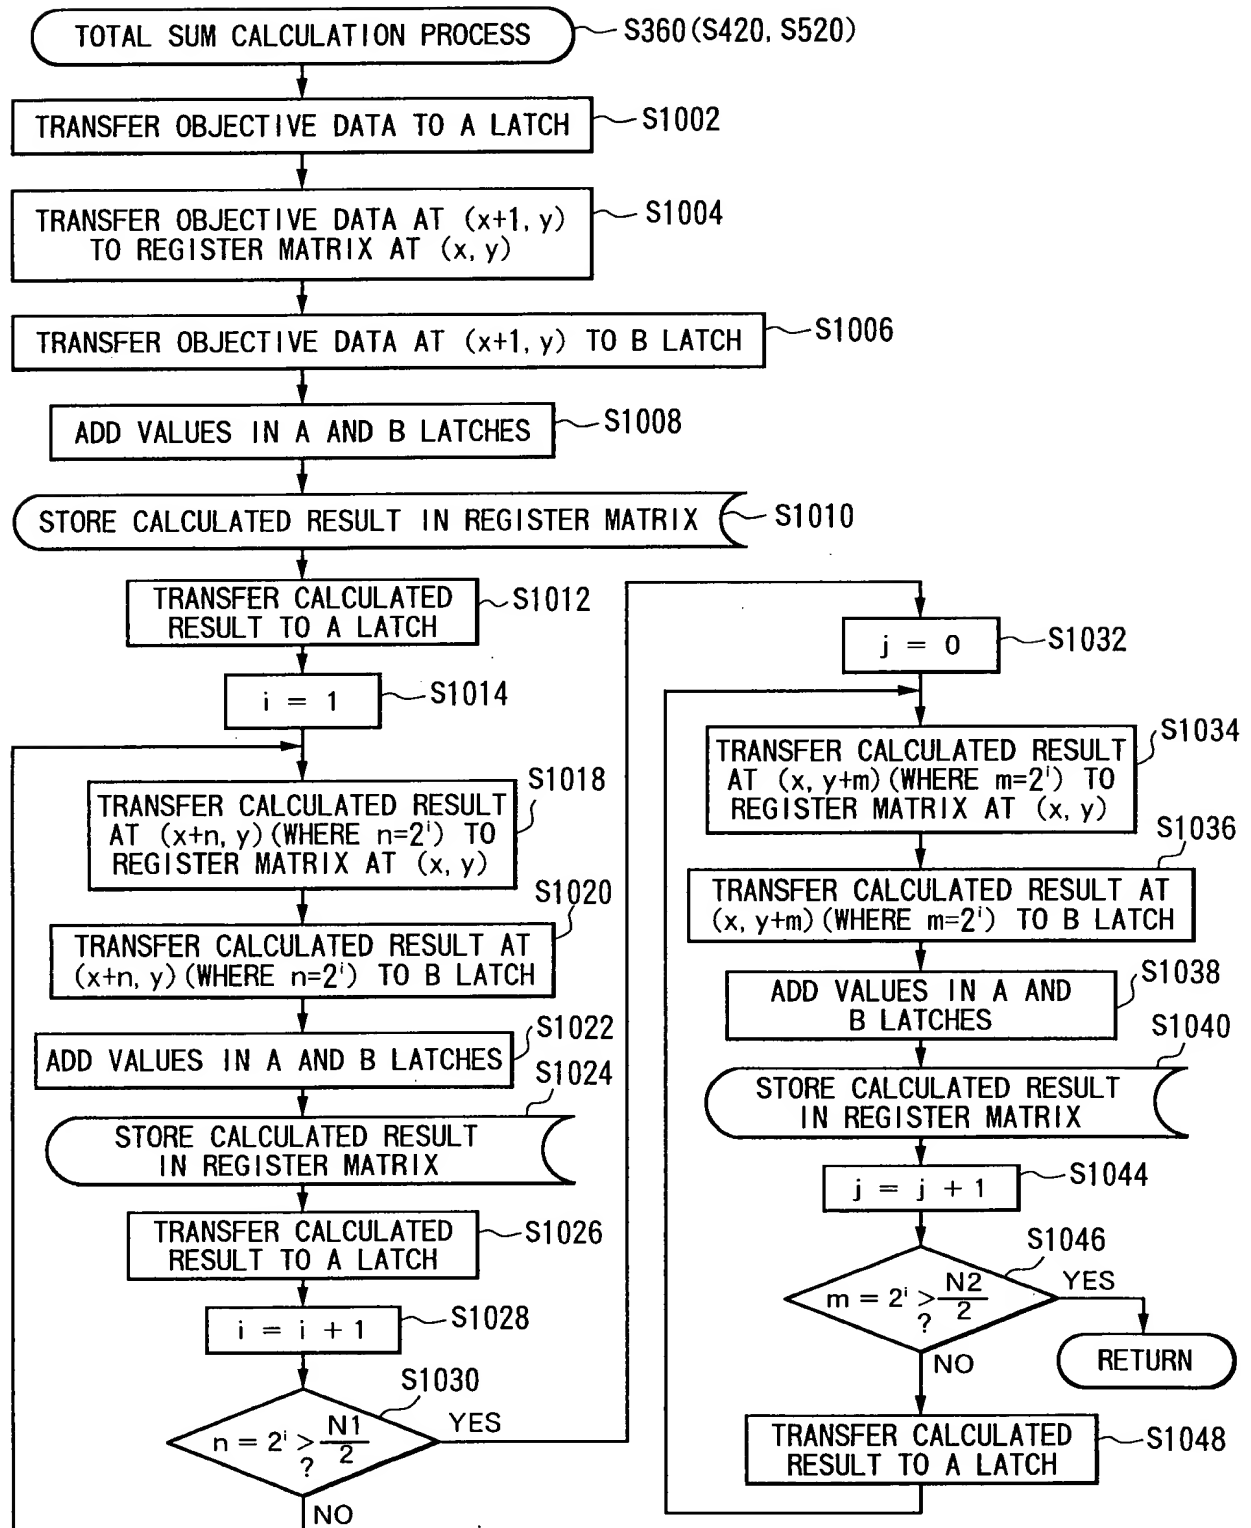 TOTAL SUM CALCULATION PROCESS
S360(S420, S520)
TRANSFER OBJECTIVE DATA TO A LATCH
S1002
TRANSFER OBJECTIVE DATA AT (x+1, y)
TO REGISTER MATRIX AT (x, y)
S1004
TRANSFER OBJECTIVE DATA AT (x+1, y) TO B LATCH
S1006
ADD VALUES IN A AND B LATCHES
S1008
STORE CALCULATED RESULT IN REGISTER MATRIX
S1010
TRANSFER CALCULATED
RESULT TO A LATCH
S1012
i = 1
S1014
TRANSFER CALCULATED RESULT
AT (x+n, y)(WHERE n=2ⁱ) TO
REGISTER MATRIX AT (x, y)
S1018
TRANSFER CALCULATED RESULT AT
(x+n, y)(WHERE n=2ⁱ) TO B LATCH
S1020
ADD VALUES IN A AND B LATCHES
S1022
STORE CALCULATED RESULT
IN REGISTER MATRIX
S1024
TRANSFER CALCULATED
RESULT TO A LATCH
S1026
i = i + 1
S1028
n = 2ⁱ > N1/2
?
S1030
YES
NO
j = 0
S1032
TRANSFER CALCULATED RESULT
AT (x, y+m)(WHERE m=2ⁱ) TO
REGISTER MATRIX AT (x, y)
S1034
TRANSFER CALCULATED RESULT AT
(x, y+m)(WHERE m=2ⁱ) TO B LATCH
S1036
ADD VALUES IN A AND
B LATCHES
S1038
STORE CALCULATED RESULT
IN REGISTER MATRIX
S1040
j = j + 1
S1044
m = 2ⁱ > N2/2
?
S1046
YES
NO
RETURN
TRANSFER CALCULATED
RESULT TO A LATCH
S1048